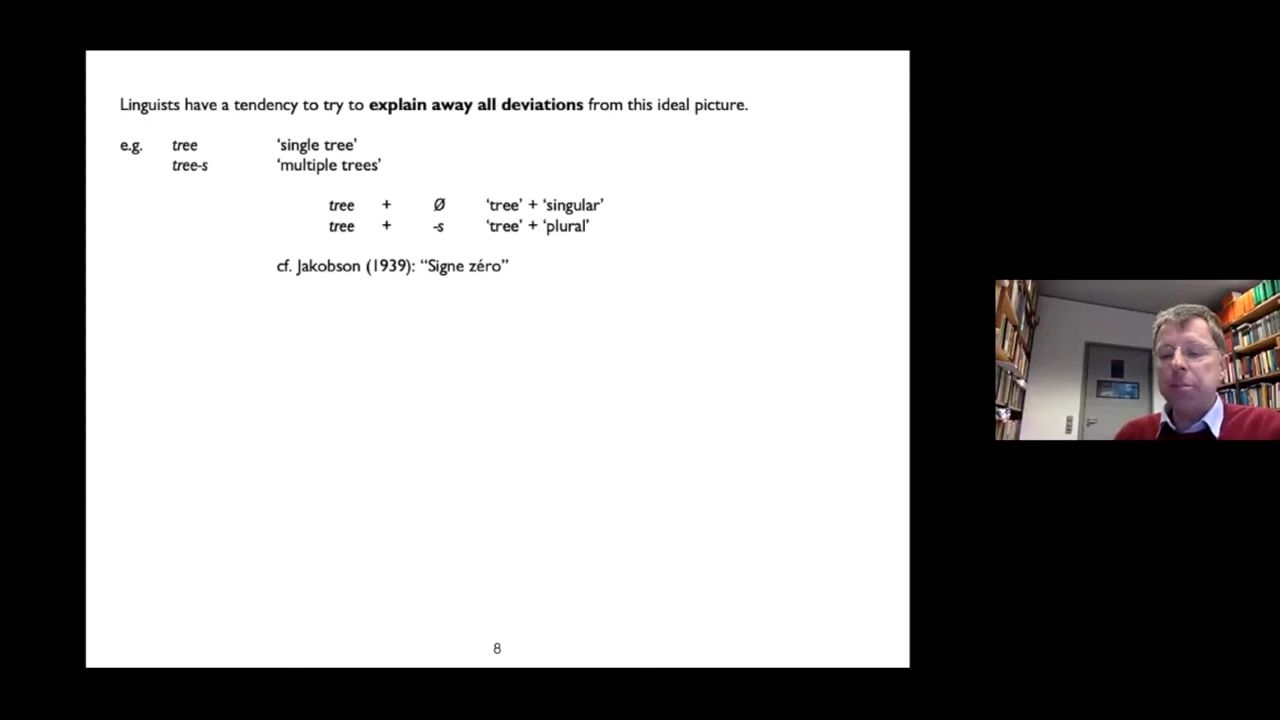 Linguists have a tendency to try to explain away all deviations from this ideal picture.
e.g. tree ‘single tree’
tree-s ‘multiple trees’
tree + Ø ‘tree’ + ‘singular’
tree + -s ‘tree’ + ‘plural’
cf. Jakobson (1939): “Signe zéro”
8